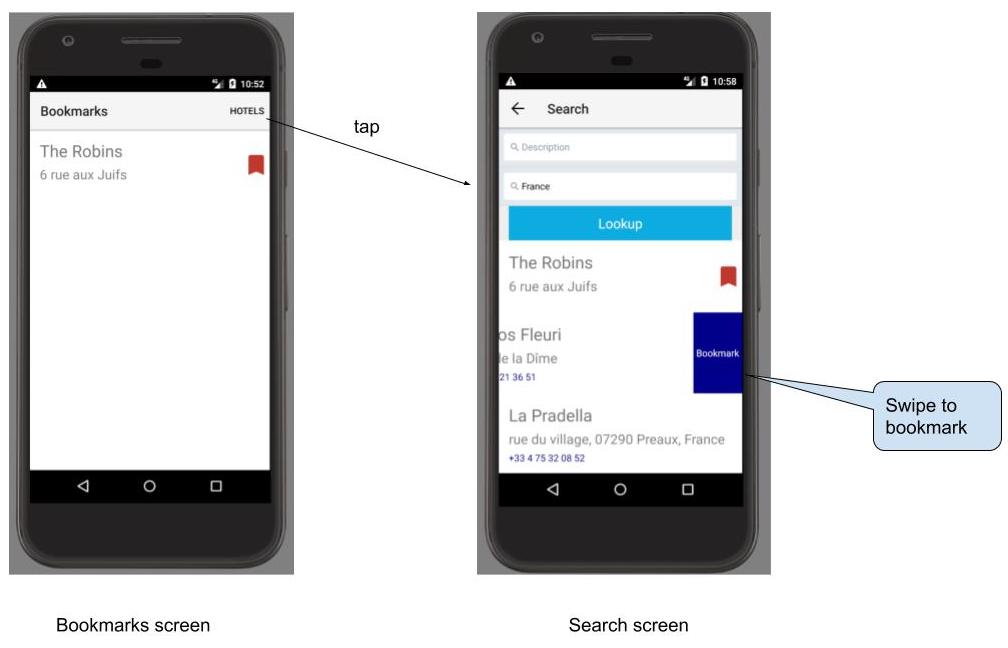 10:52
Bookmarks
HOTELS
The Robins
6 rue aux Juifs
tap
4G
10:58
Search
Description
France
Lookup
The Robins
6 rue aux Juifs
os Fleuri
de la Dîme
21 36 51
Bookmark
La Pradella
rue du village, 07290 Preaux, France
+33 4 75 32 08 52
Swipe to
bookmark
Bookmarks screen
Search screen